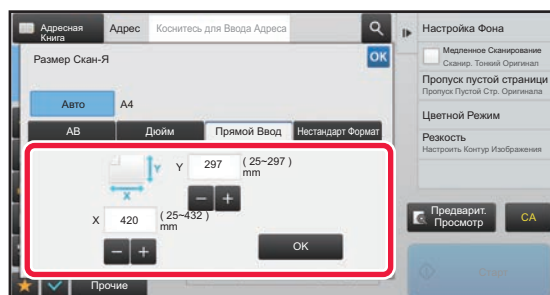 Адресная
Книга
Адрес
Коснитесь для Ввода Адреса
Размер Скан-Я
OK
Авто
A4
AB
Дюйм
Прямой Ввод
Нестандарт Формат
Y
X
Y
297
( 25~297 )
mm
X
420
( 25~432 )
mm
OK
Прочие
Настройка Фона
Медленное Сканирование
Сканир. Тонкий Оригинал
Пропуск пустой страници
Пропуск Пустой Стр. Оригинала
Цветной Режим
Резкость
Настроить Контур Изображения
Предварит.
Просмотр
CA
Старт